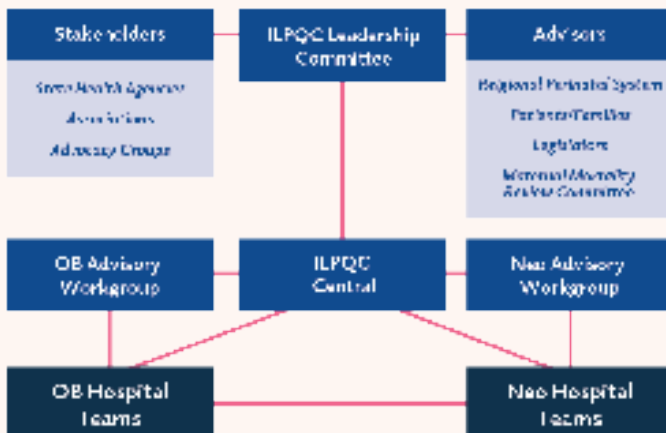 Stakeholders
State Health Agencies
Associations
Advocacy Groups
ILPQC Leadership
Committee
Advisors
Regional Perinatal System
Patients/Families
Legislators
Maternal Mortality
Review Committee
OB Advisory
Workgroup
ILPQC
Central
Neo Advisory
Workgroup
OB Hospital
Teams
Neo Hospital
Teams